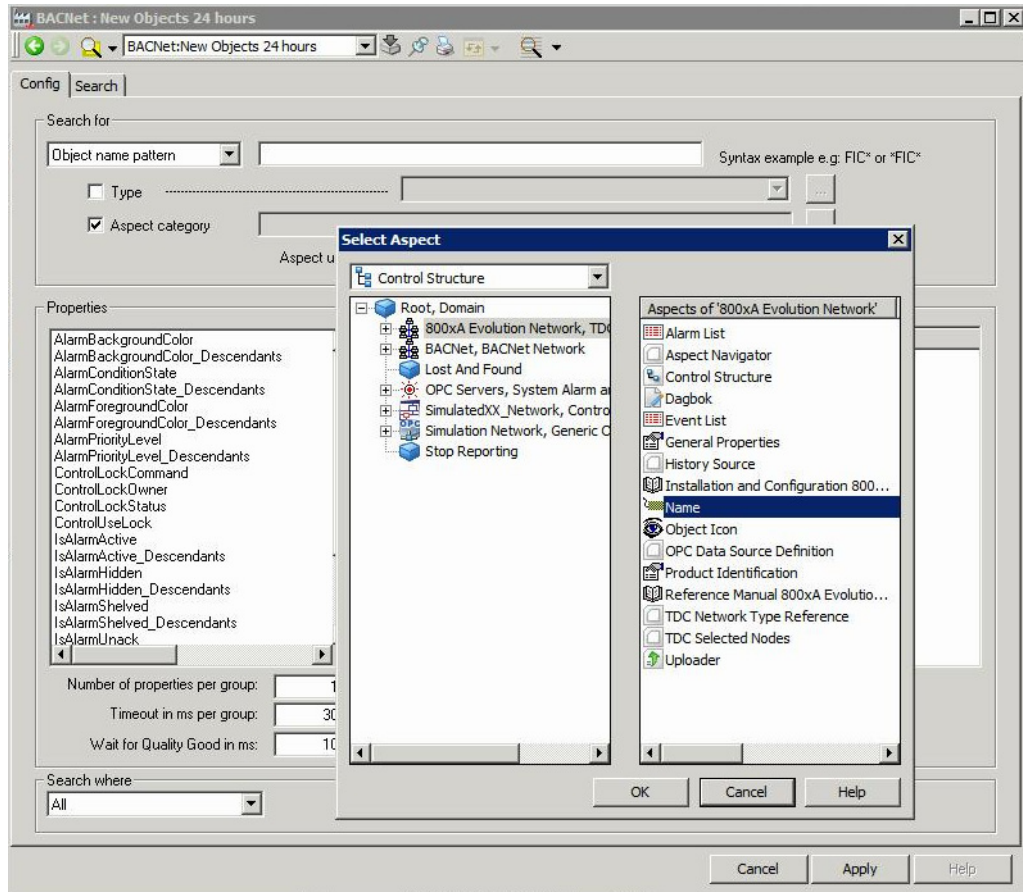 BACNet : New Objects 24 hours
BACNet:New Objects 24 hours
Config
Search
Search for
Object name pattern
Syntax example e.g: FIC* or *FIC*
Type
...
Aspect category
Aspect u
Select Aspect
Control Structure
Root, Domain
800xA Evolution Network, TD
BACNet, BACNet Network
Lost And Found
OPC Servers, System Alarm a
SimulatedXX_Network, Contro
Simulation Network, Generic O
Stop Reporting
Aspects of '800xA Evolution Network'
Alarm List
Aspect Navigator
Control Structure
Dagbok
Event List
General Properties
History Source
Installation and Configuration 800...
Name
Object Icon
OPC Data Source Definition
Product Identification
Reference Manual 800xA Evolutio...
TDC Network Type Reference
TDC Selected Nodes
Uploader
OK
Cancel
Help
Properties
AlarmBackgroundColor
AlarmBackgroundColor_Descendants
AlarmConditionState
AlarmConditionState_Descendants
AlarmForegroundColor
AlarmForegroundColor_Descendants
AlarmPriorityLevel
AlarmPriorityLevel_Descendants
ControlLockCommand
ControlLockOwner
ControlLockStatus
ControlUseLock
IsAlarmActive
IsAlarmActive_Descendants
IsAlarmHidden
IsAlarmHidden_Descendants
IsAlarmShelved
IsAlarmShelved_Descendants
IsAlarmUnack
Number of properties per group:
Timeout in ms per group:
Wait for Quality Good in ms:
Search where
All
Cancel
Apply
Help